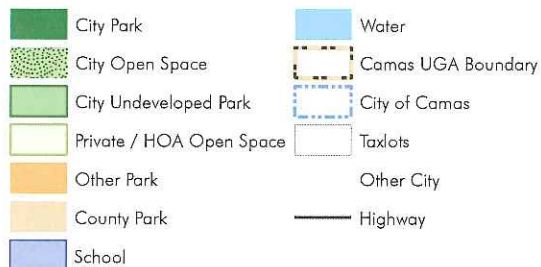 City Park
City Open Space
City Undeveloped Park
Private / HOA Open Space
Other Park
County Park
School
Water
Camas UGA Boundary
City of Camas
Taxlots
Other City
Highway